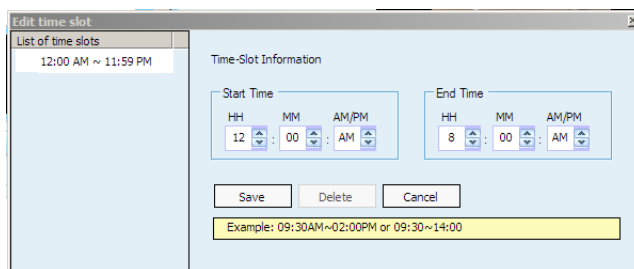 Edit time slot
List of time slots
12:00 AM ~ 11:59 PM
Time-Slot Information
Start Time
HH MM AM/PM
12 : 00 : AM
End Time
HH MM AM/PM
8 : 00 : AM
Save Delete Cancel
Example: 09:30AM~02:00PM or 09:30~14:00